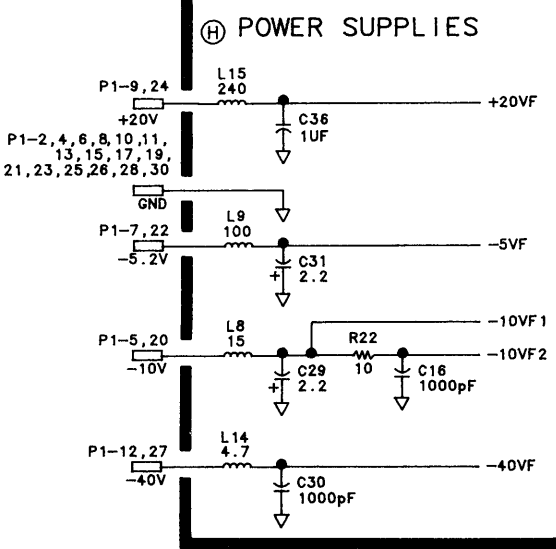 H POWER SUPPLIES
P1-9,24
L15
240
+20V
C36
1UF
+20VF
P1-2,4,6,8,10,11,
13,15,17,19,
21,23,25,26,28,30
GND
P1-7,22
L9
100
-5.2V
+
C31
2.2
-5VF
-10VF1
P1-5,20
L8
15
-10V
+
C29
2.2
R22
10
C16
1000pF
-10VF2
P1-12,27
L14
4.7
-40V
C30
1000pF
-40VF